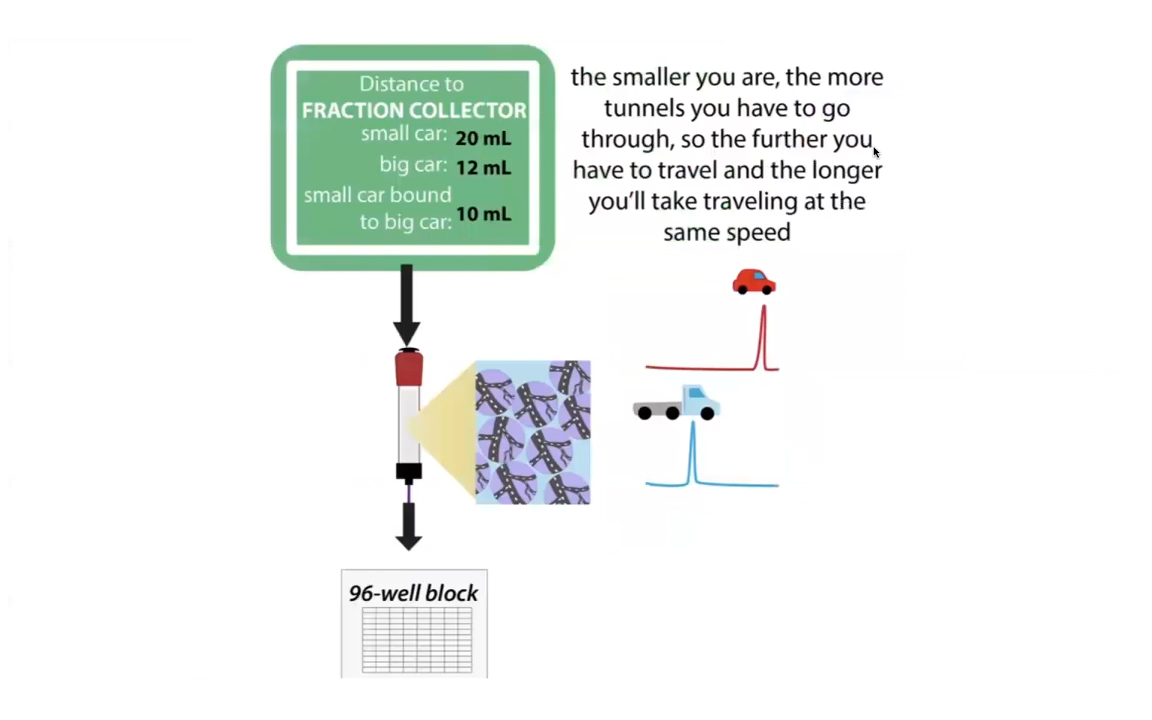 Distance to
FRACTION COLLECTOR
small car: 20 mL
big car: 12 mL
small car bound
to big car: 10 mL
the smaller you are, the more
tunnels you have to go
through, so the further you
have to travel and the longer
you'll take traveling at the
same speed
96-well block